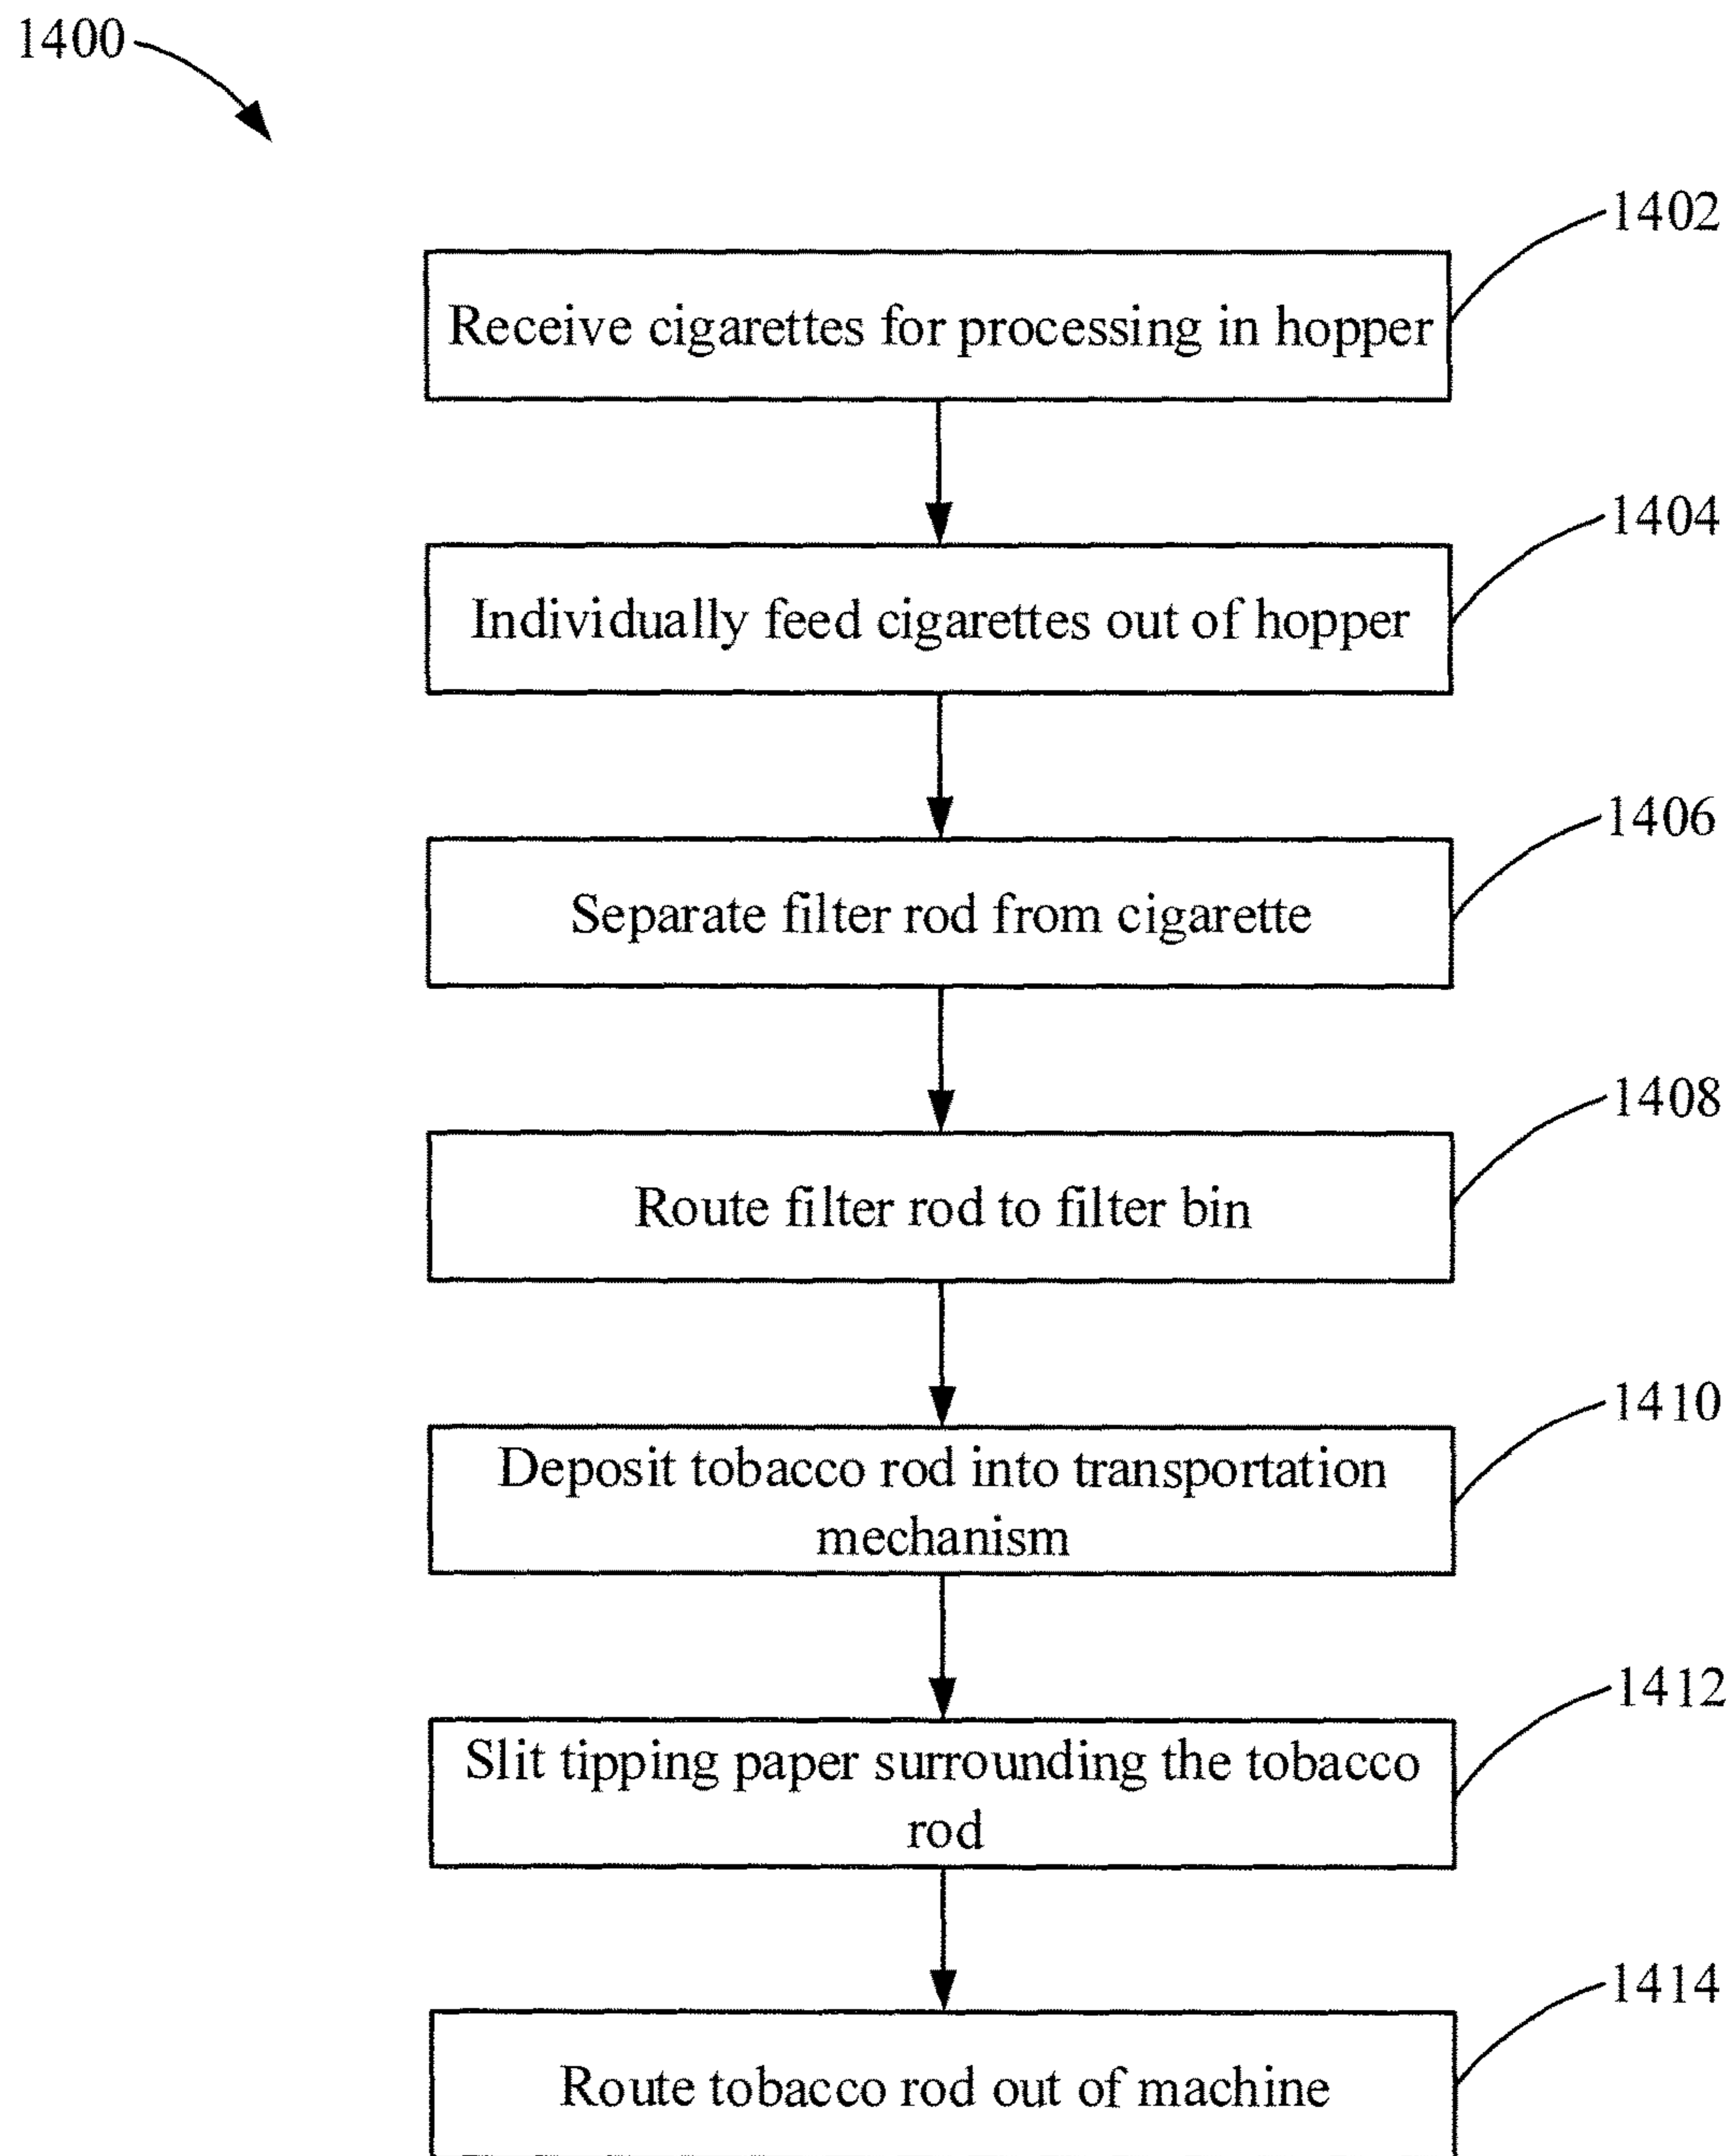 1400
1402
Receive cigarettes for processing in hopper
1404
Individually feed cigarettes out of hopper
1406
Separate filter rod from cigarette
1408
Route filter rod to filter bin
1410
Deposit tobacco rod into transportation
mechanism
1412
Slit tipping paper surrounding the tobacco
rod
1414
Route tobacco rod out of machine